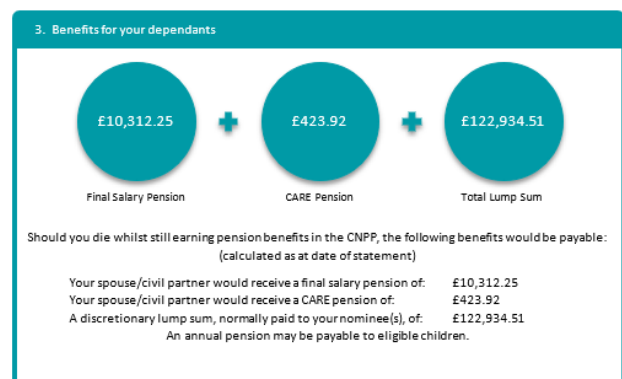 3. Benefits for your dependants
£10,312.25
£423.92
£122,934.51
Final Salary Pension
CARE Pension
Total Lump Sum
Should you die whilst still earning pension benefits in the CNPP, the following benefits would be payable:
(calculated as at date of statement)
Your spouse/civil partner would receive a final salary pension of: £10,312.25
Your spouse/civil partner would receive a CARE pension of: £423.92
A discretionary lump sum, normally paid to your nominee(s), of: £122,934.51
An annual pension may be payable to eligible children.